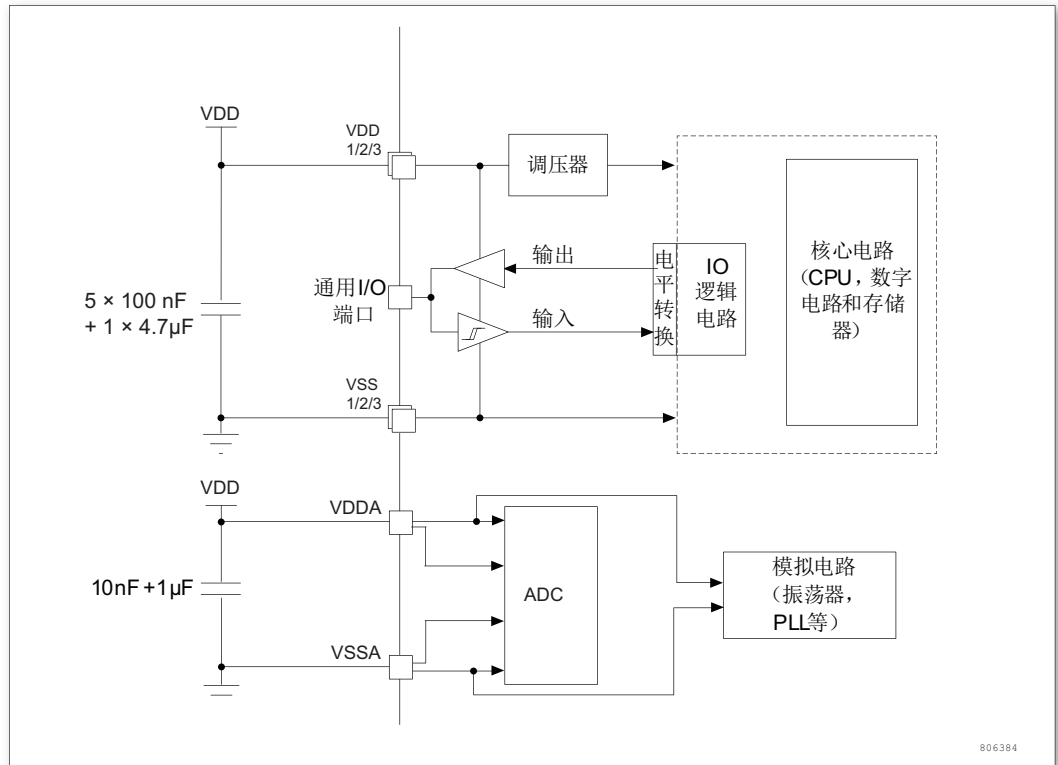 VDD
VDD
1/2/3
调压器
输出
电
平
转
换
IO
逻辑
电路
核心电路
（CPU，数字
电路和存储
器）
通用I/O
端口
5 × 100 nF
+ 1 × 4.7µF
输入
VSS
1/2/3
VDD
VDDA
10nF +1µF
ADC
模拟电路
（振荡器，
PLL等）
VSSA
806384